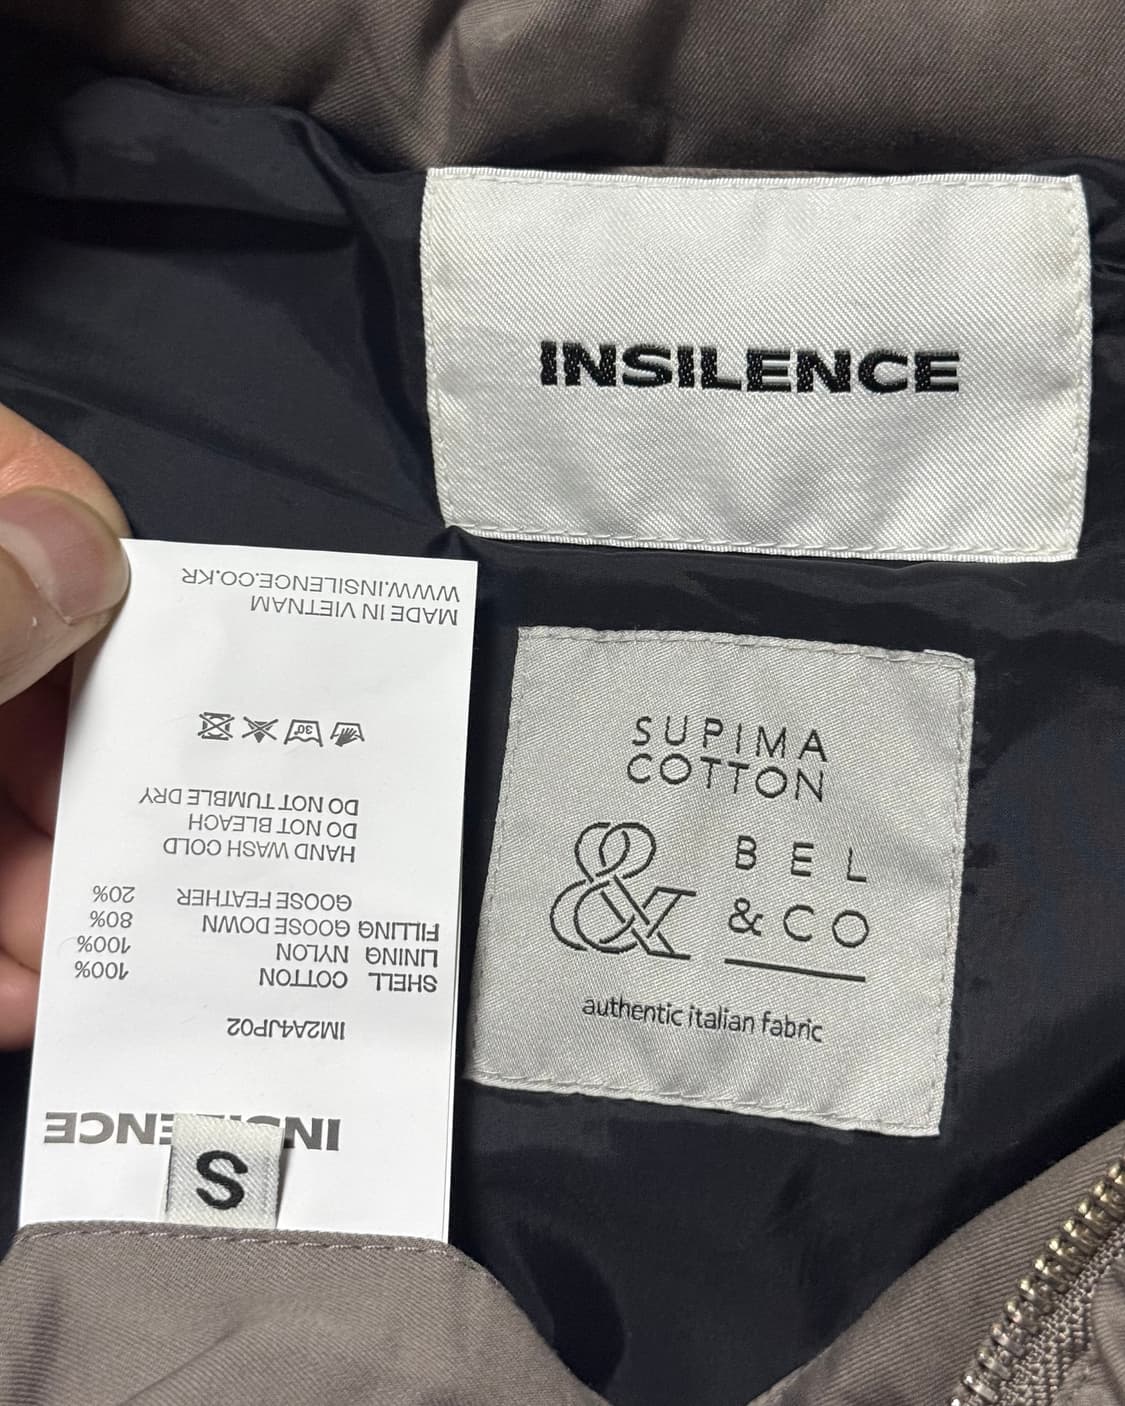 INSILENCE
SUPIMA
COTTON
& BEL
& CO
authentic italian fabric
S
IM2A4JP02
SHELL COTTON 100%
LINING NYLON 100%
FILLING GOOSE DOWN 80%
GOOSE FEATHER 20%
HAND WASH COLD
DO NOT BLEACH
DO NOT TUMBLE DRY
30°
MADE IN VIETNAM
WWW.INSILENCE.CO.KR